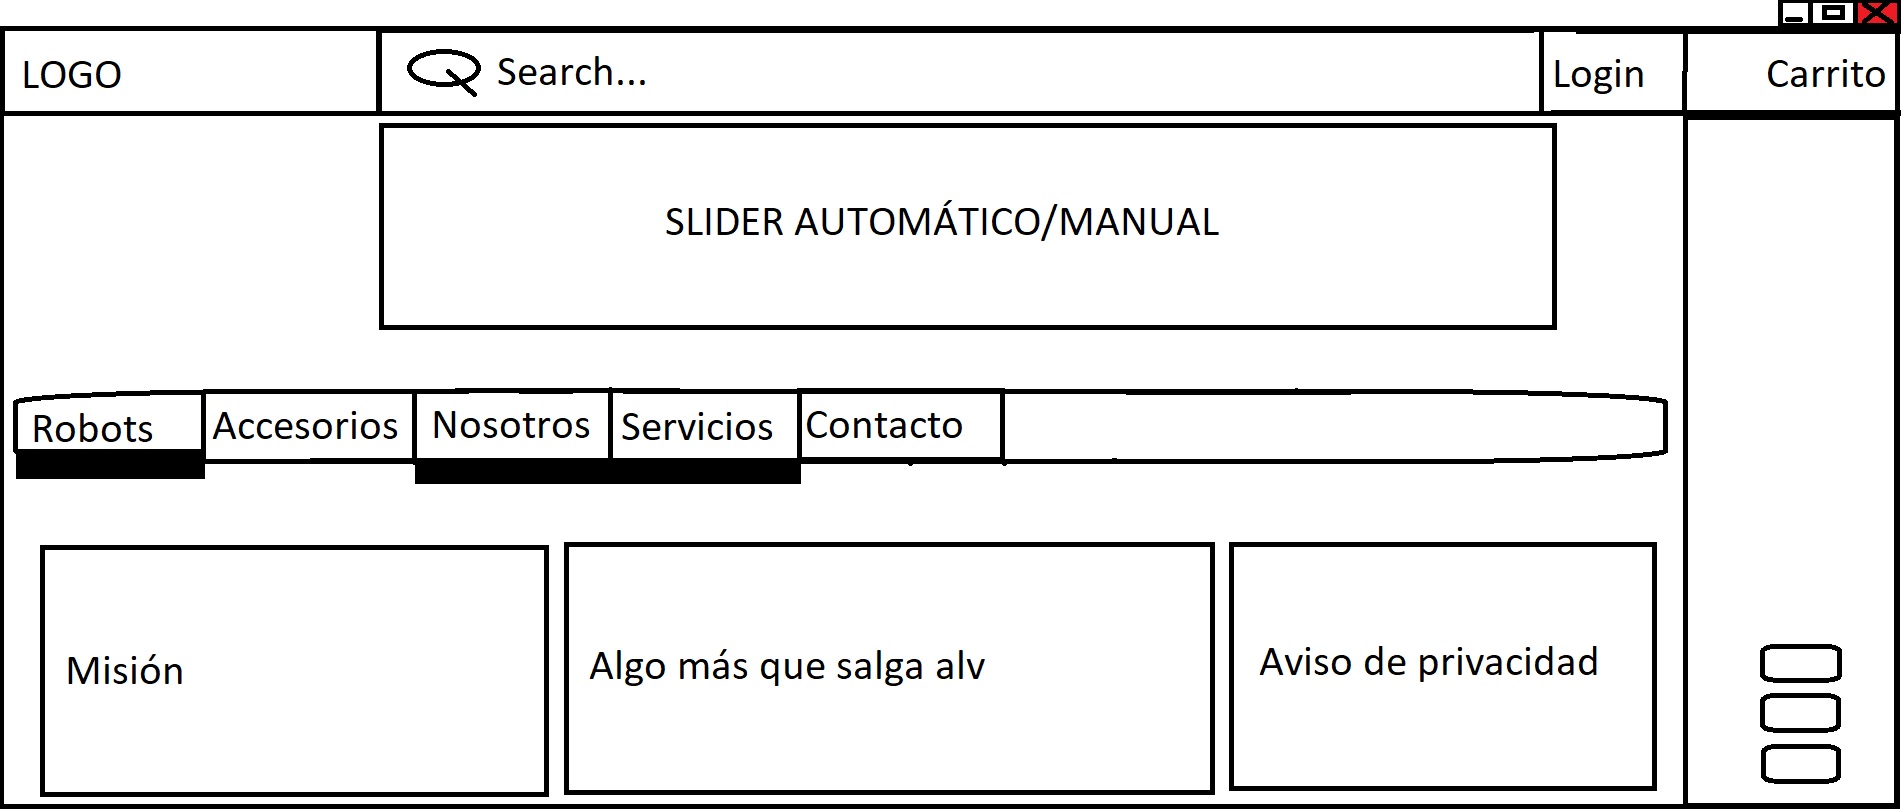 LOGO
Search...
Login
Carrito
SLIDER AUTOMÁTICO/MANUAL
Robots
Accesorios
Nosotros
Servicios
Contacto
Misión
Algo más que salga alv
Aviso de privacidad